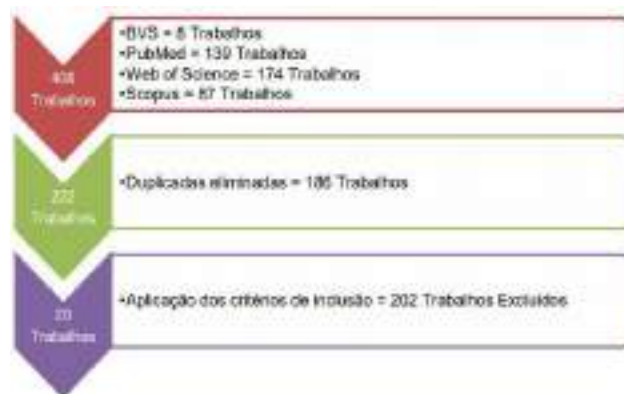 408
Trabalhos
•BVS = 8 Trabalhos
•PubMed = 139 Trabalhos
•Web of Science = 174 Trabalhos
•Scopus = 87 Trabalhos
222
Trabalhos
•Duplicadas eliminadas = 186 Trabalhos
20
Trabalhos
•Aplicação dos critérios de inclusão = 202 Trabalhos Excluídos